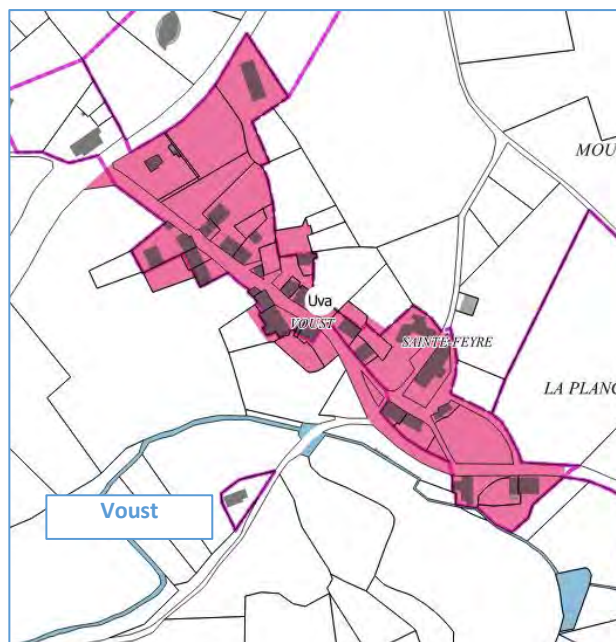 MOU
Uva
VOUST
SAINTE-FEYRE
LA PLANC
Voust